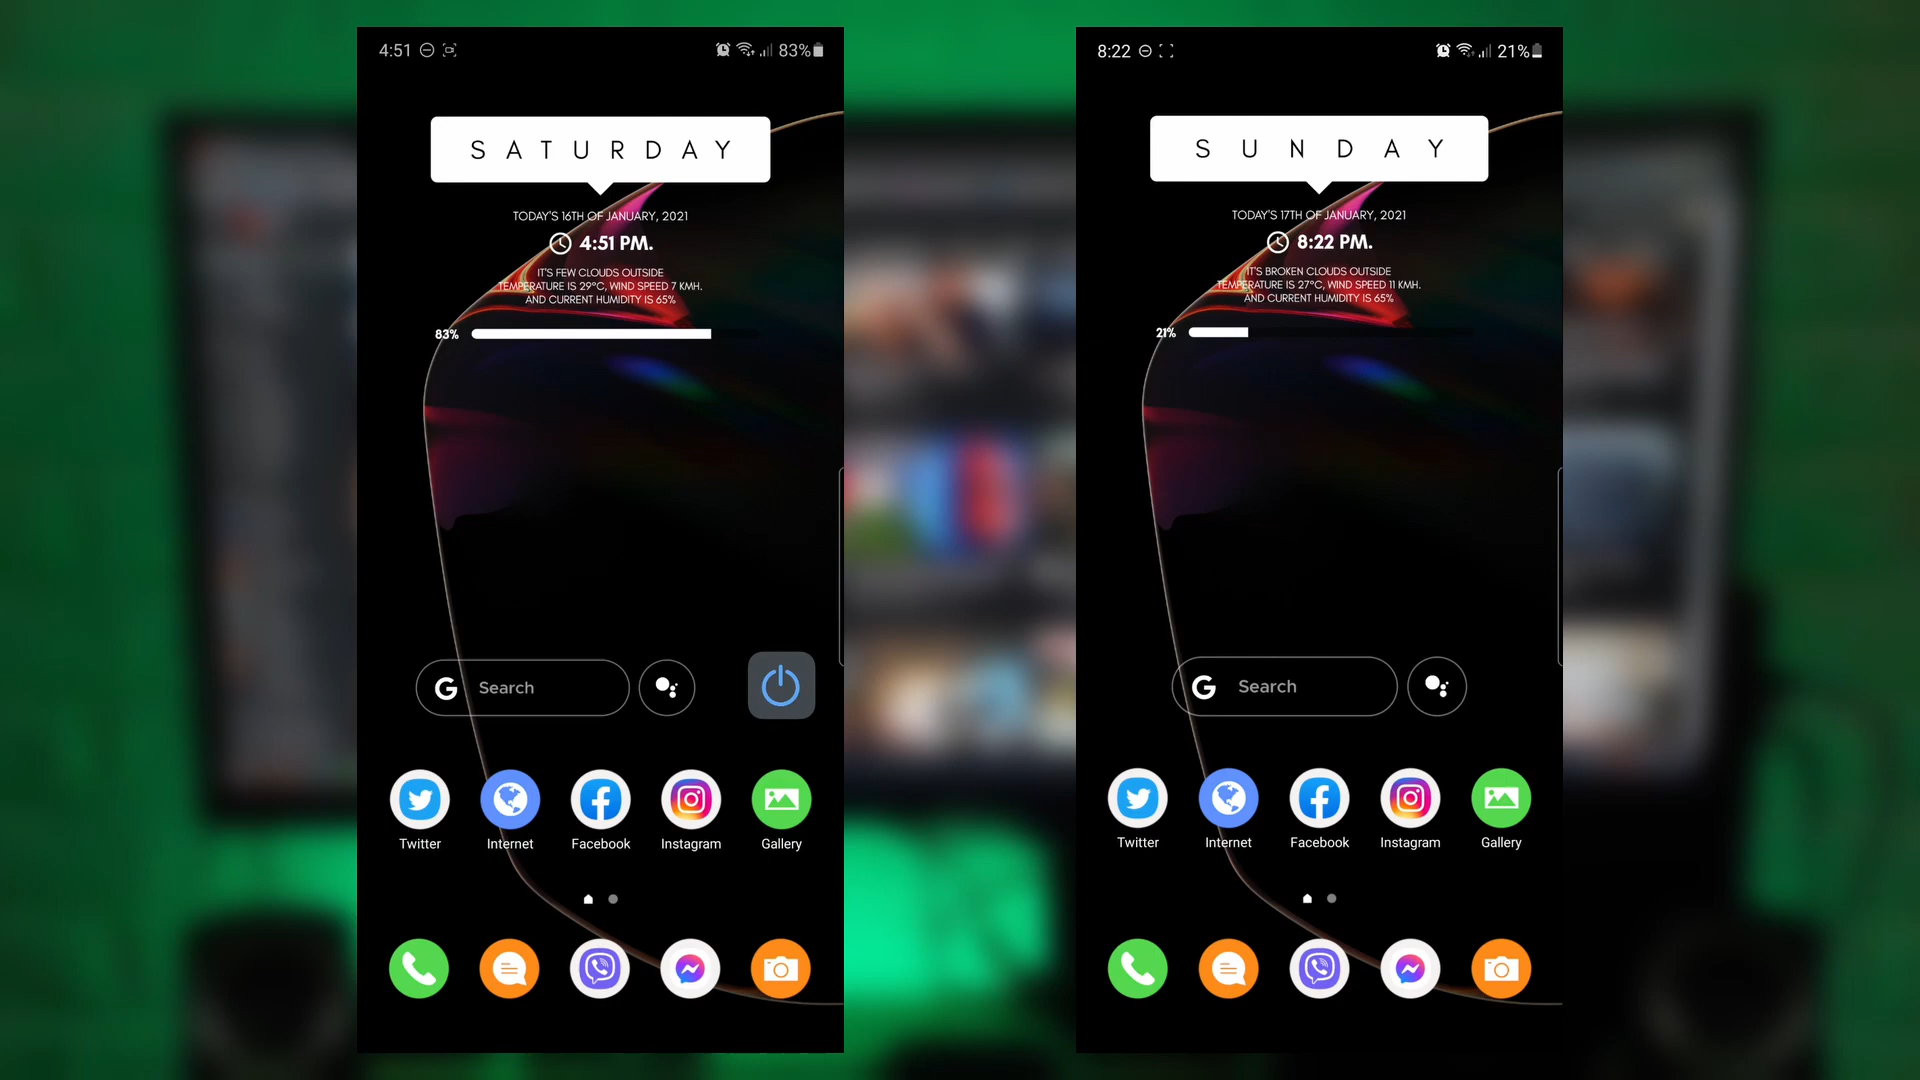 4:51
83%
SATURDAY
TODAY'S 16TH OF JANUARY, 2021
4:51 PM.
IT'S FEW CLOUDS OUTSIDE
TEMPERATURE IS 29°C, WIND SPEED 7 KMH.
AND CURRENT HUMIDITY IS 65%
83%
G Search
Twitter
Internet
Facebook
Instagram
Gallery
8:22
21%
SUNDAY
TODAY'S 17TH OF JANUARY, 2021
8:22 PM.
IT'S BROKEN CLOUDS OUTSIDE
TEMPERATURE IS 27°C, WIND SPEED 11 KMH.
AND CURRENT HUMIDITY IS 65%
21%
G Search
Twitter
Internet
Facebook
Instagram
Gallery